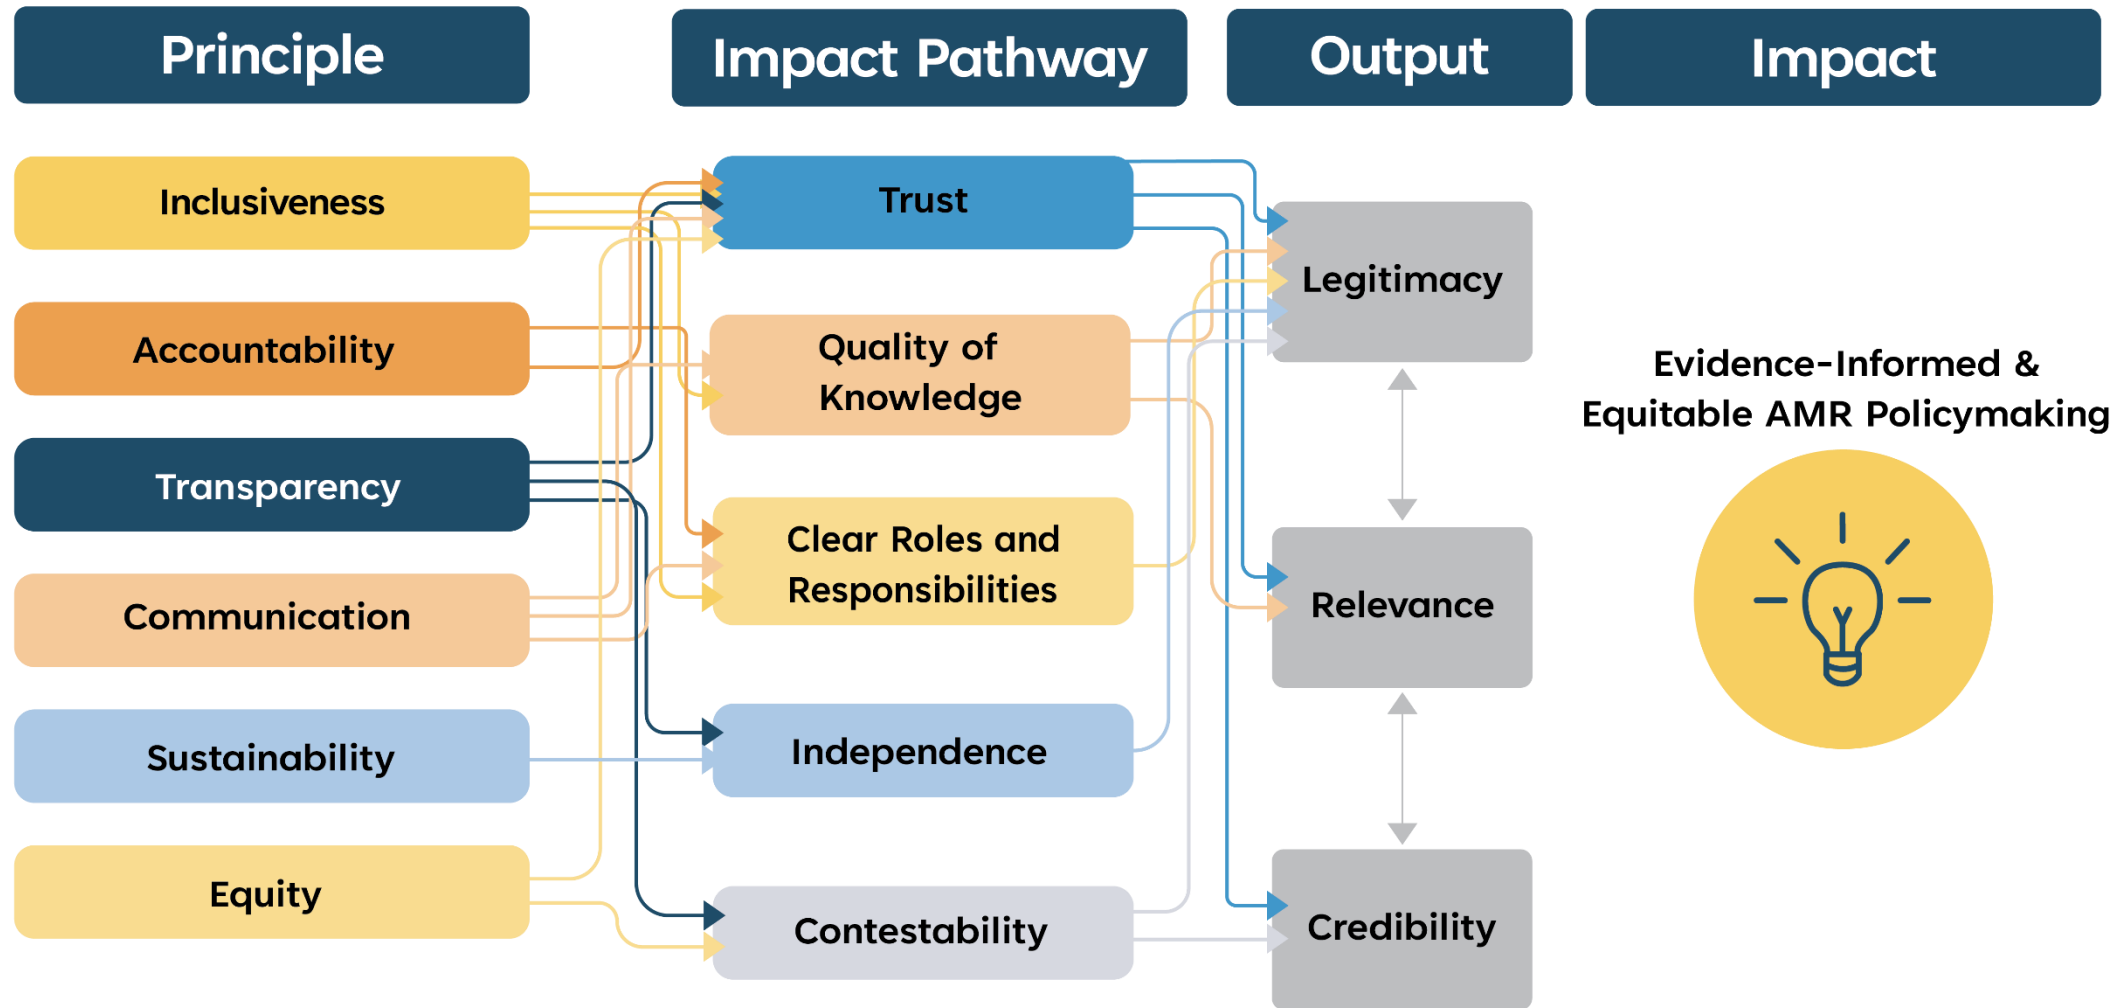 Principle
Impact Pathway
Output
Impact
Inclusiveness
Accountability
Transparency
Communication
Sustainability
Equity
Trust
Quality of
Knowledge
Clear Roles and
Responsibilities
Independence
Contestability
Legitimacy
Relevance
Credibility
Evidence-Informed &
Equitable AMR Policymaking